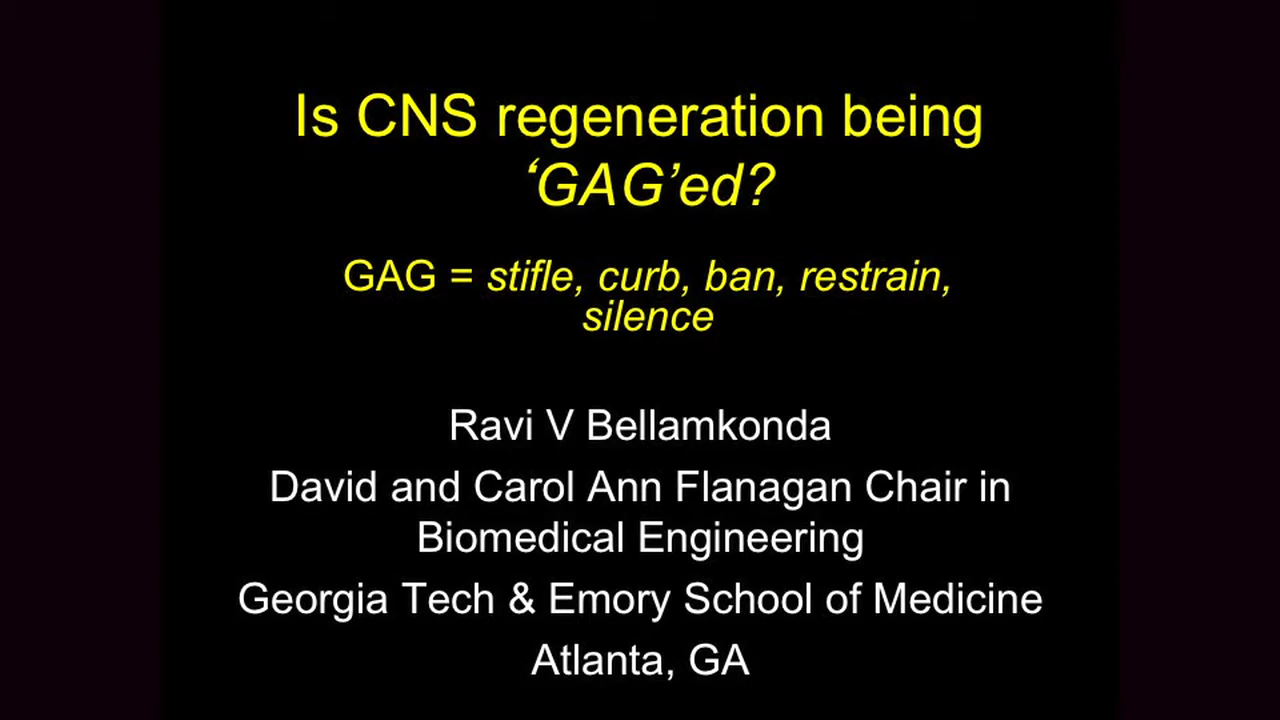 Is CNS regeneration being
‘GAG’ed?
GAG = stifle, curb, ban, restrain,
silence
Ravi V Bellamkonda
David and Carol Ann Flanagan Chair in
Biomedical Engineering
Georgia Tech & Emory School of Medicine
Atlanta, GA